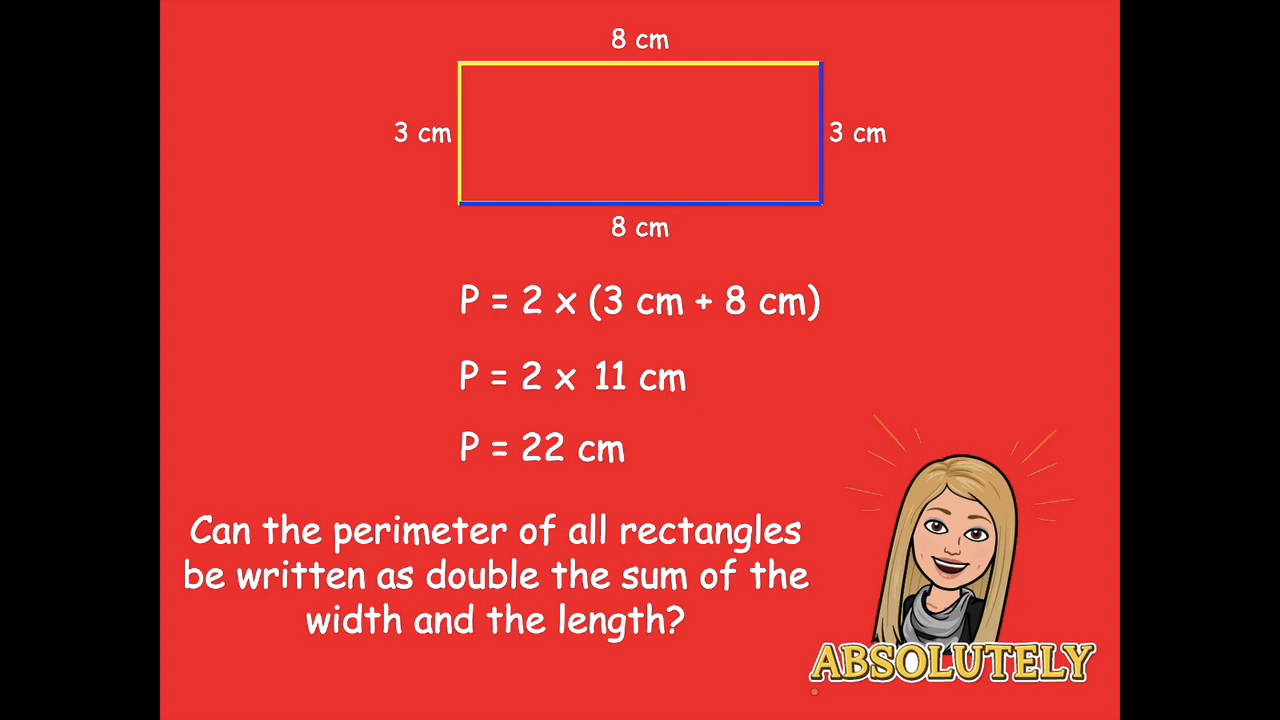 8 cm
3 cm
3 cm
8 cm
P = 2 x (3 cm + 8 cm)
P = 2 x 11 cm
P = 22 cm
Can the perimeter of all rectangles
be written as double the sum of the
width and the length?
ABSOLUTELY